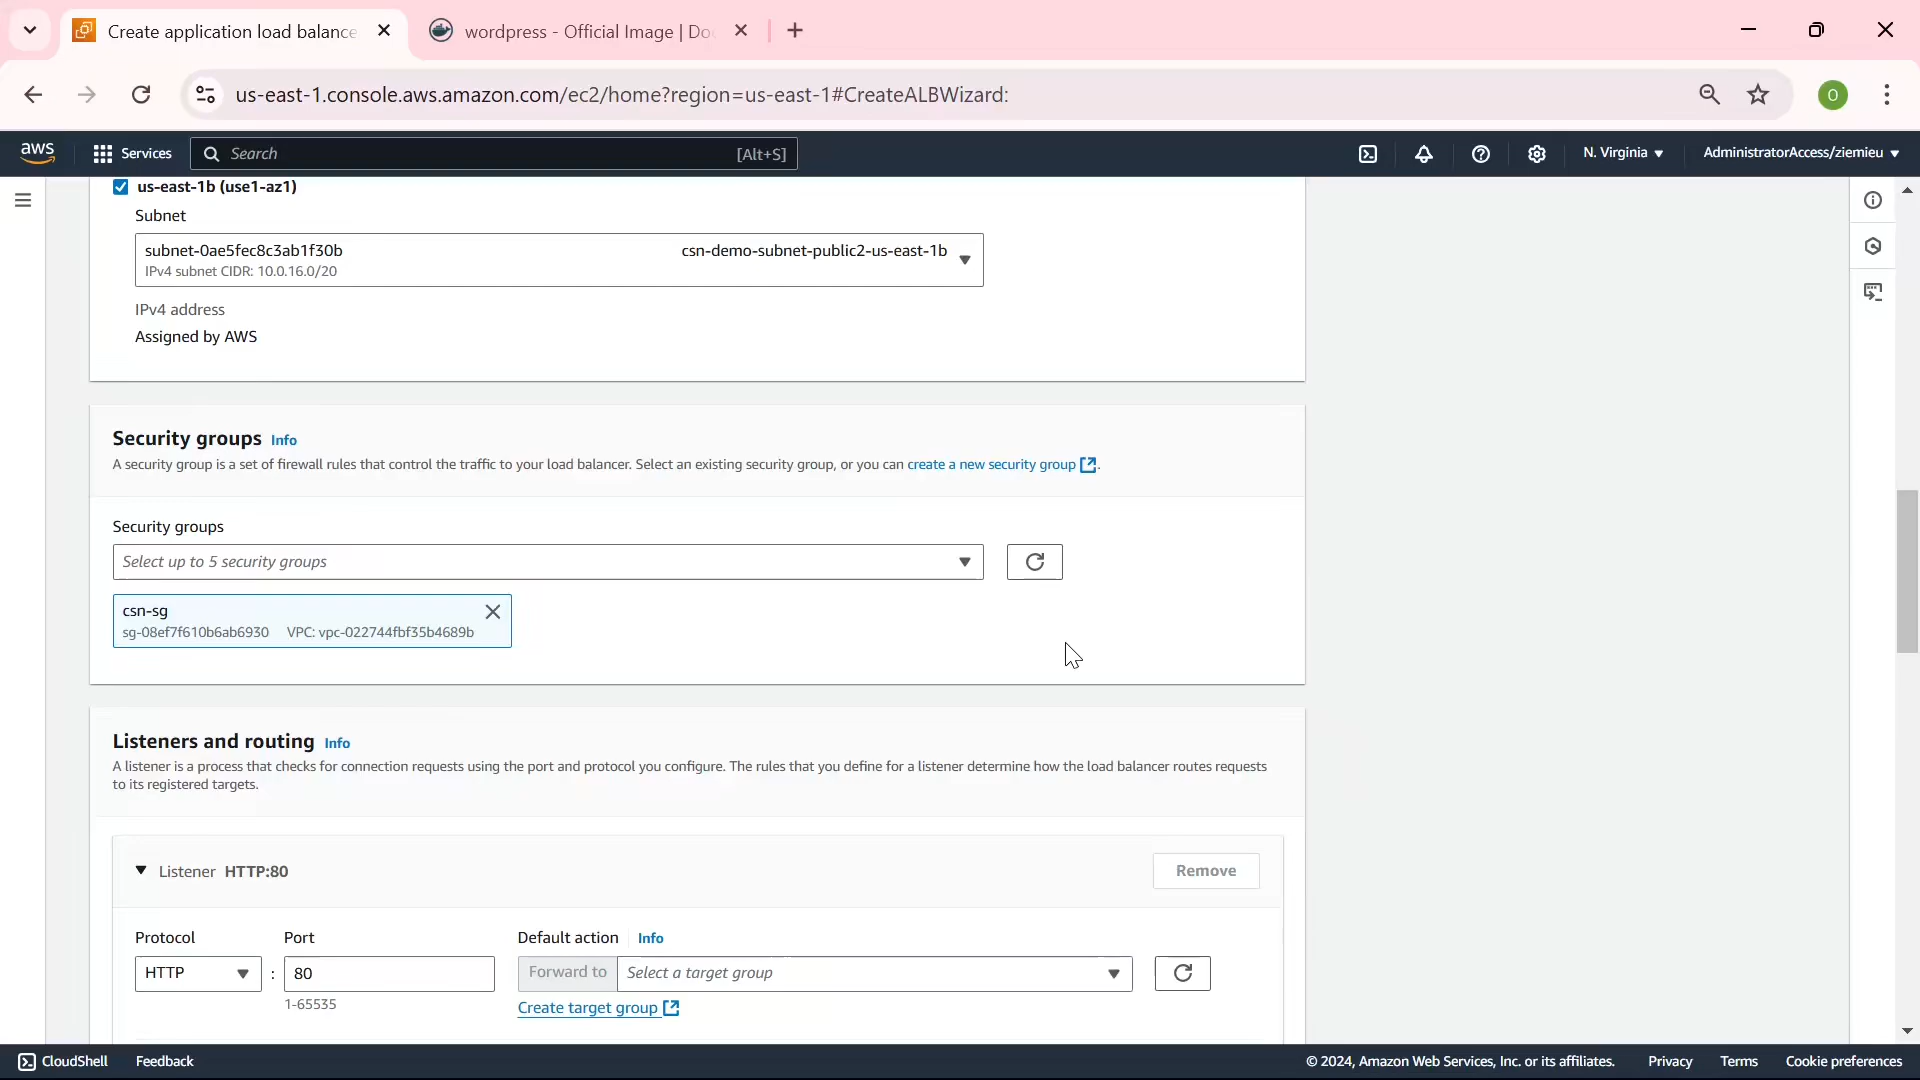 Create application load balance
wordpress - Official Image | Do
us-east-1.console.aws.amazon.com/ec2/home?region=us-east-1#CreateALBWizard:
O
aws
Services
Search
[Alt+S]
N. Virginia
AdministratorAccess/ziemieu
us-east-1b (use1-az1)
Subnet
subnet-0ae5fec8c3ab1f30b
csn-demo-subnet-public2-us-east-1b
IPv4 subnet CIDR: 10.0.16.0/20
IPv4 address
Assigned by AWS
Security groups Info
A security group is a set of firewall rules that control the traffic to your load balancer. Select an existing security group, or you can create a new security group.
Security groups
Select up to 5 security groups
csn-sg
sg-08ef7f610b6ab6930 VPC: vpc-022744fbf35b4689b
Listeners and routing Info
A listener is a process that checks for connection requests using the port and protocol you configure. The rules that you define for a listener determine how the load balancer routes requests
to its registered targets.
Listener HTTP:80
Remove
Protocol
Port
Default action Info
HTTP
:
80
Forward to
Select a target group
1-65535
Create target group
CloudShell
Feedback
© 2024, Amazon Web Services, Inc. or its affiliates.
Privacy
Terms
Cookie preferences